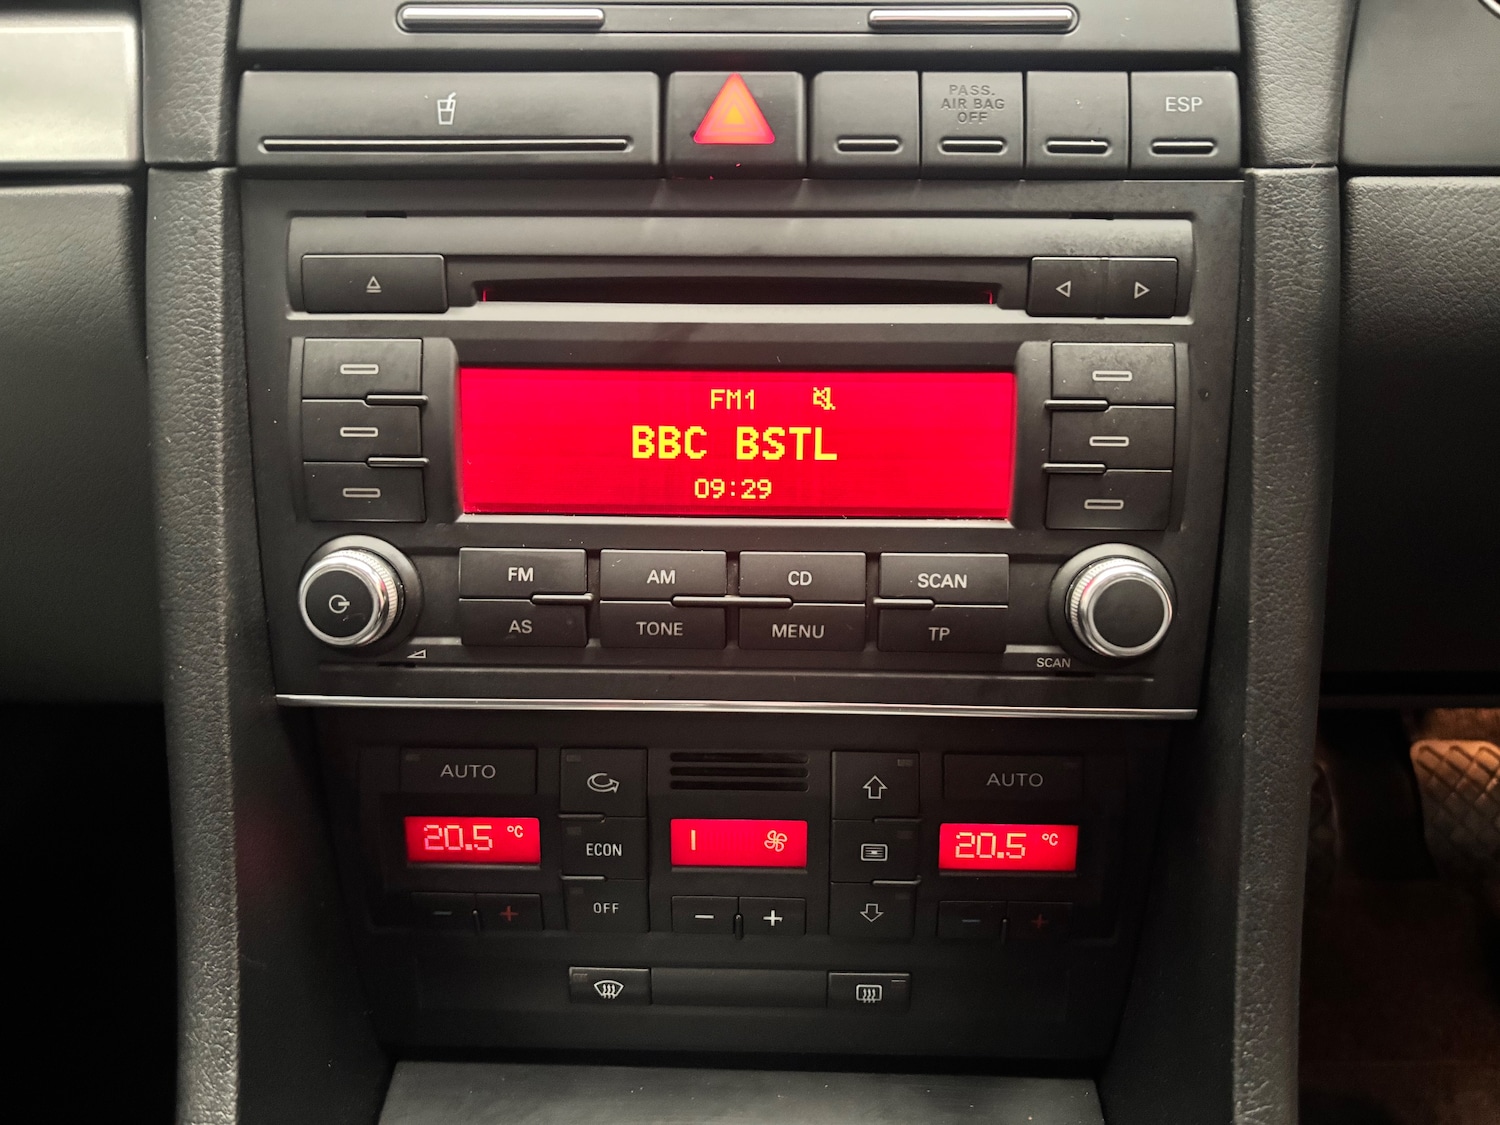 PASS.
AIR BAG
OFF
ESP
FM1
BBC BSTL
09:29
FM
AM
CD
SCAN
AS
TONE
MENU
TP
SCAN
AUTO
AUTO
20.5 °C
1
20.5 °C
ECON
OFF